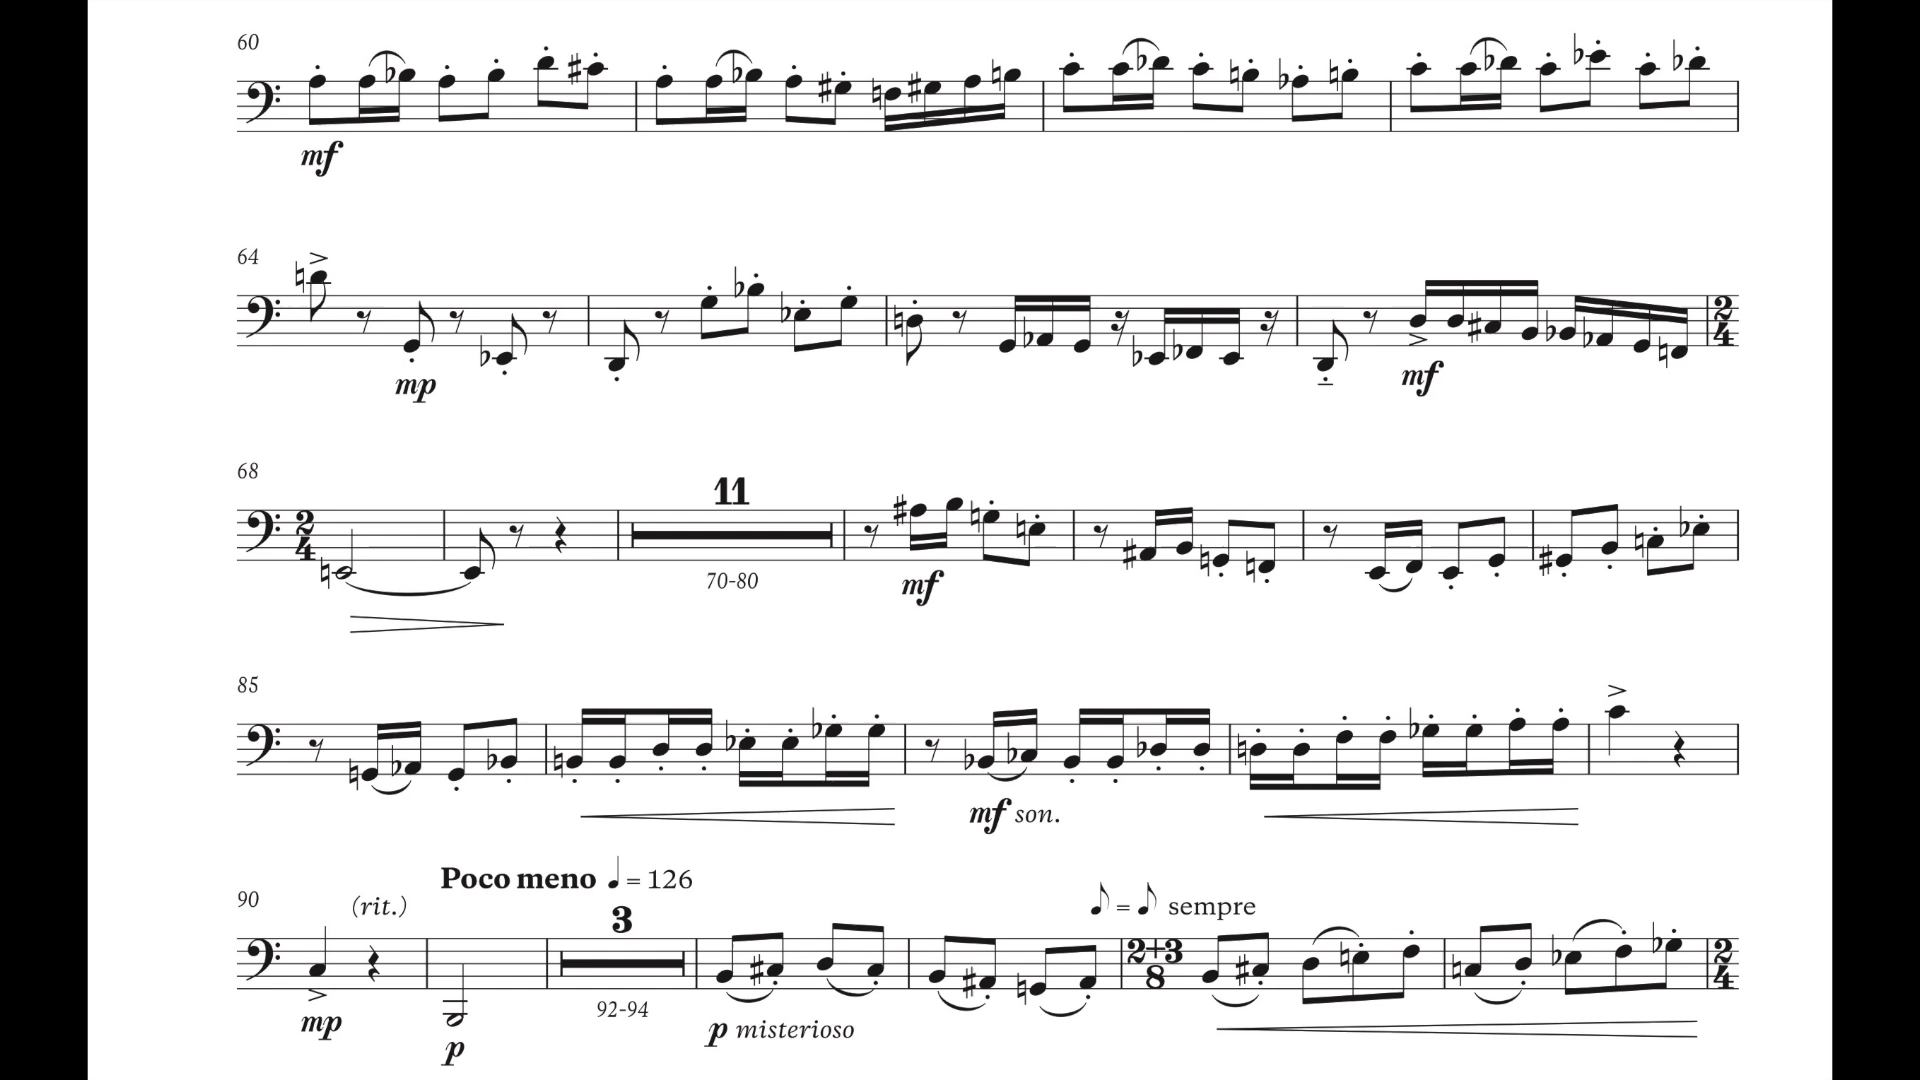 60
mf
64
mp
mf
2
4
68
2
4
11
70-80
mf
85
mf son.
90
(rit.)
Poco meno ♩ = 126
3
92-94
♪ = ♪ sempre
2+3
8
2
4
mp
p
p misterioso